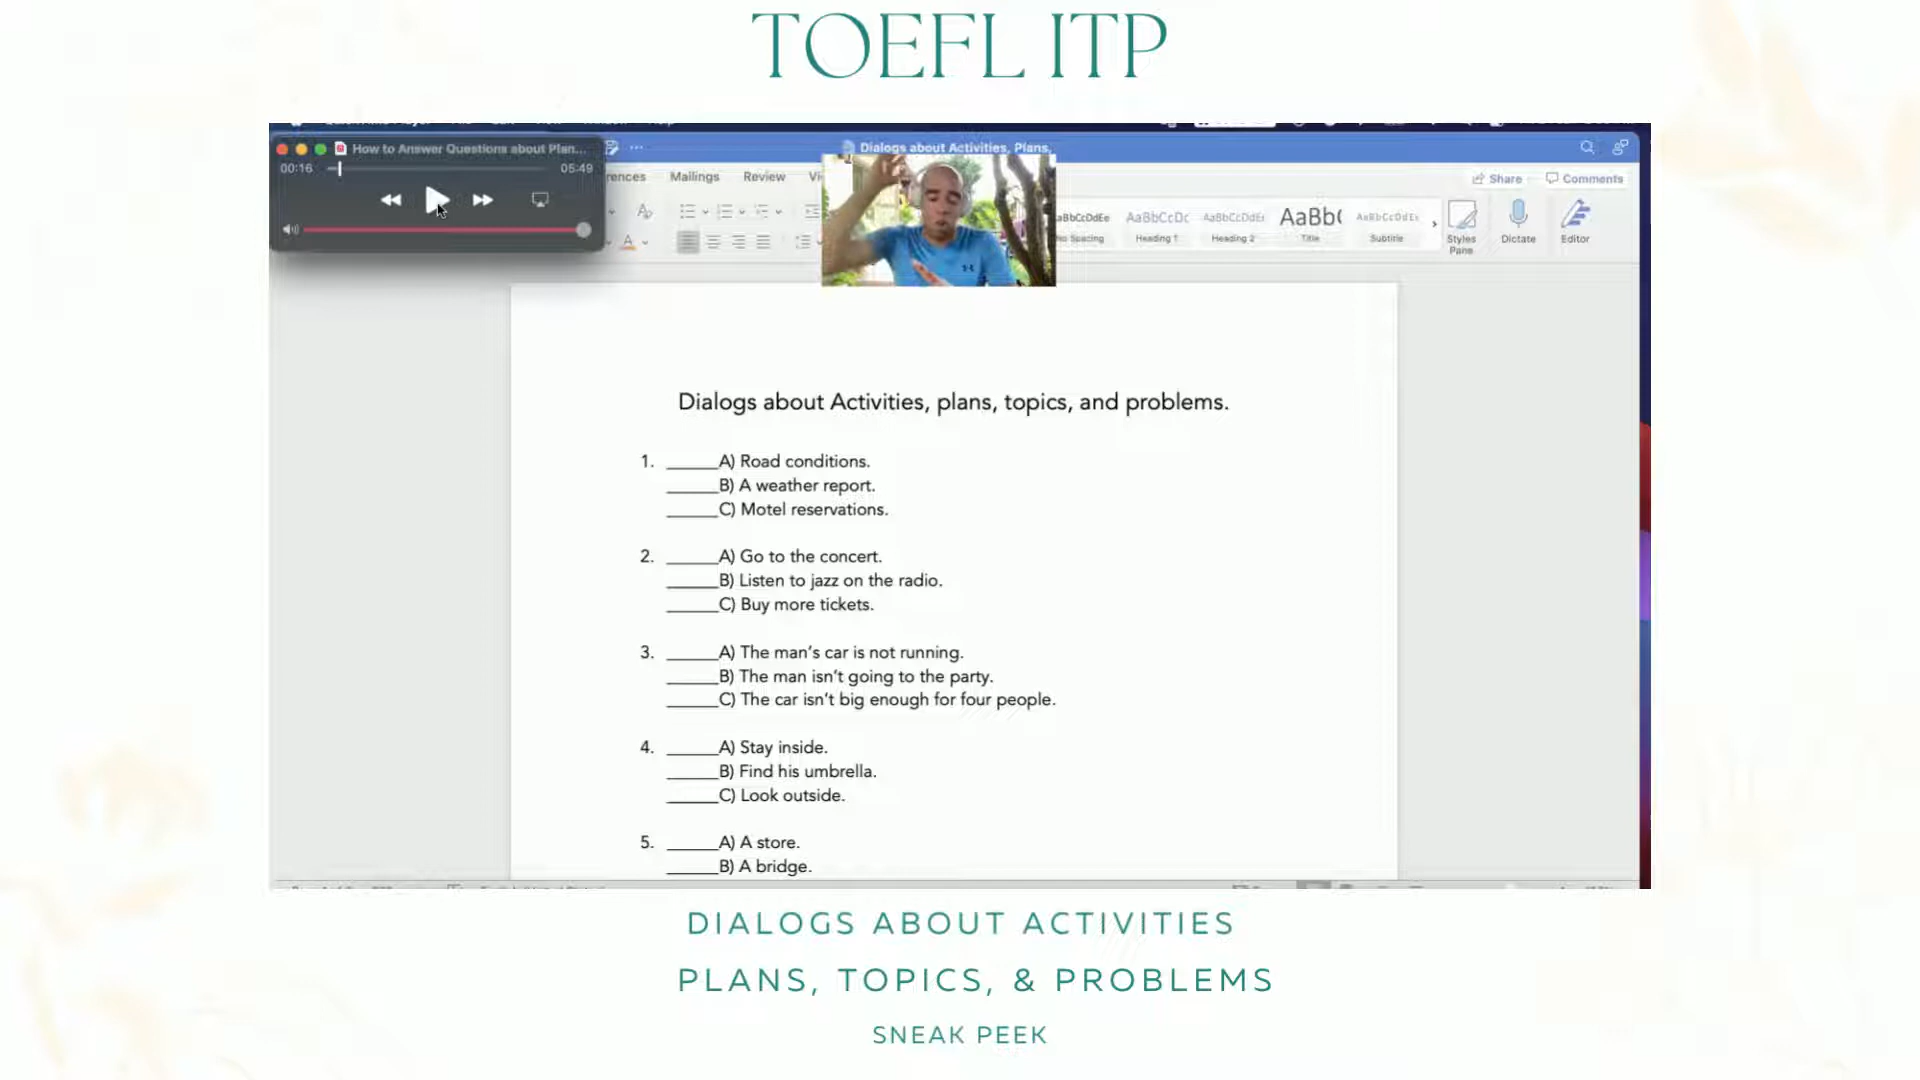 TOEFL ITP
How to Answer Questions about Plan...
00:16
05:49
Dialogs about Activities, Plans,
Mailings
Review
Share
Comments
Heading 1
Heading 2
Title
Subtitle
Styles
Pane
Dictate
Editor
AaBbCcDc
Dialogs about Activities, plans, topics, and problems.
1. ______A) Road conditions.
______B) A weather report.
______C) Motel reservations.
2. ______A) Go to the concert.
______B) Listen to jazz on the radio.
______C) Buy more tickets.
3. ______A) The man's car is not running.
______B) The man isn't going to the party.
______C) The car isn't big enough for four people.
4. ______A) Stay inside.
______B) Find his umbrella.
______C) Look outside.
5. ______A) A store.
______B) A bridge.
DIALOGS ABOUT ACTIVITIES
PLANS, TOPICS, & PROBLEMS
SNEAK PEEK